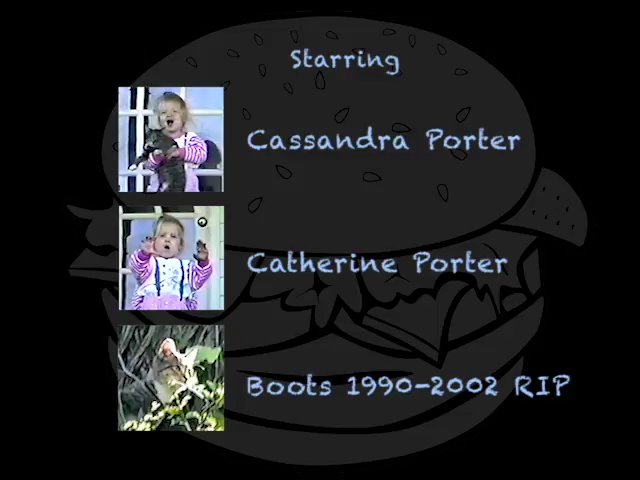 Starring
Cassandra Porter
Catherine Porter
Boots 1990-2002 RIP